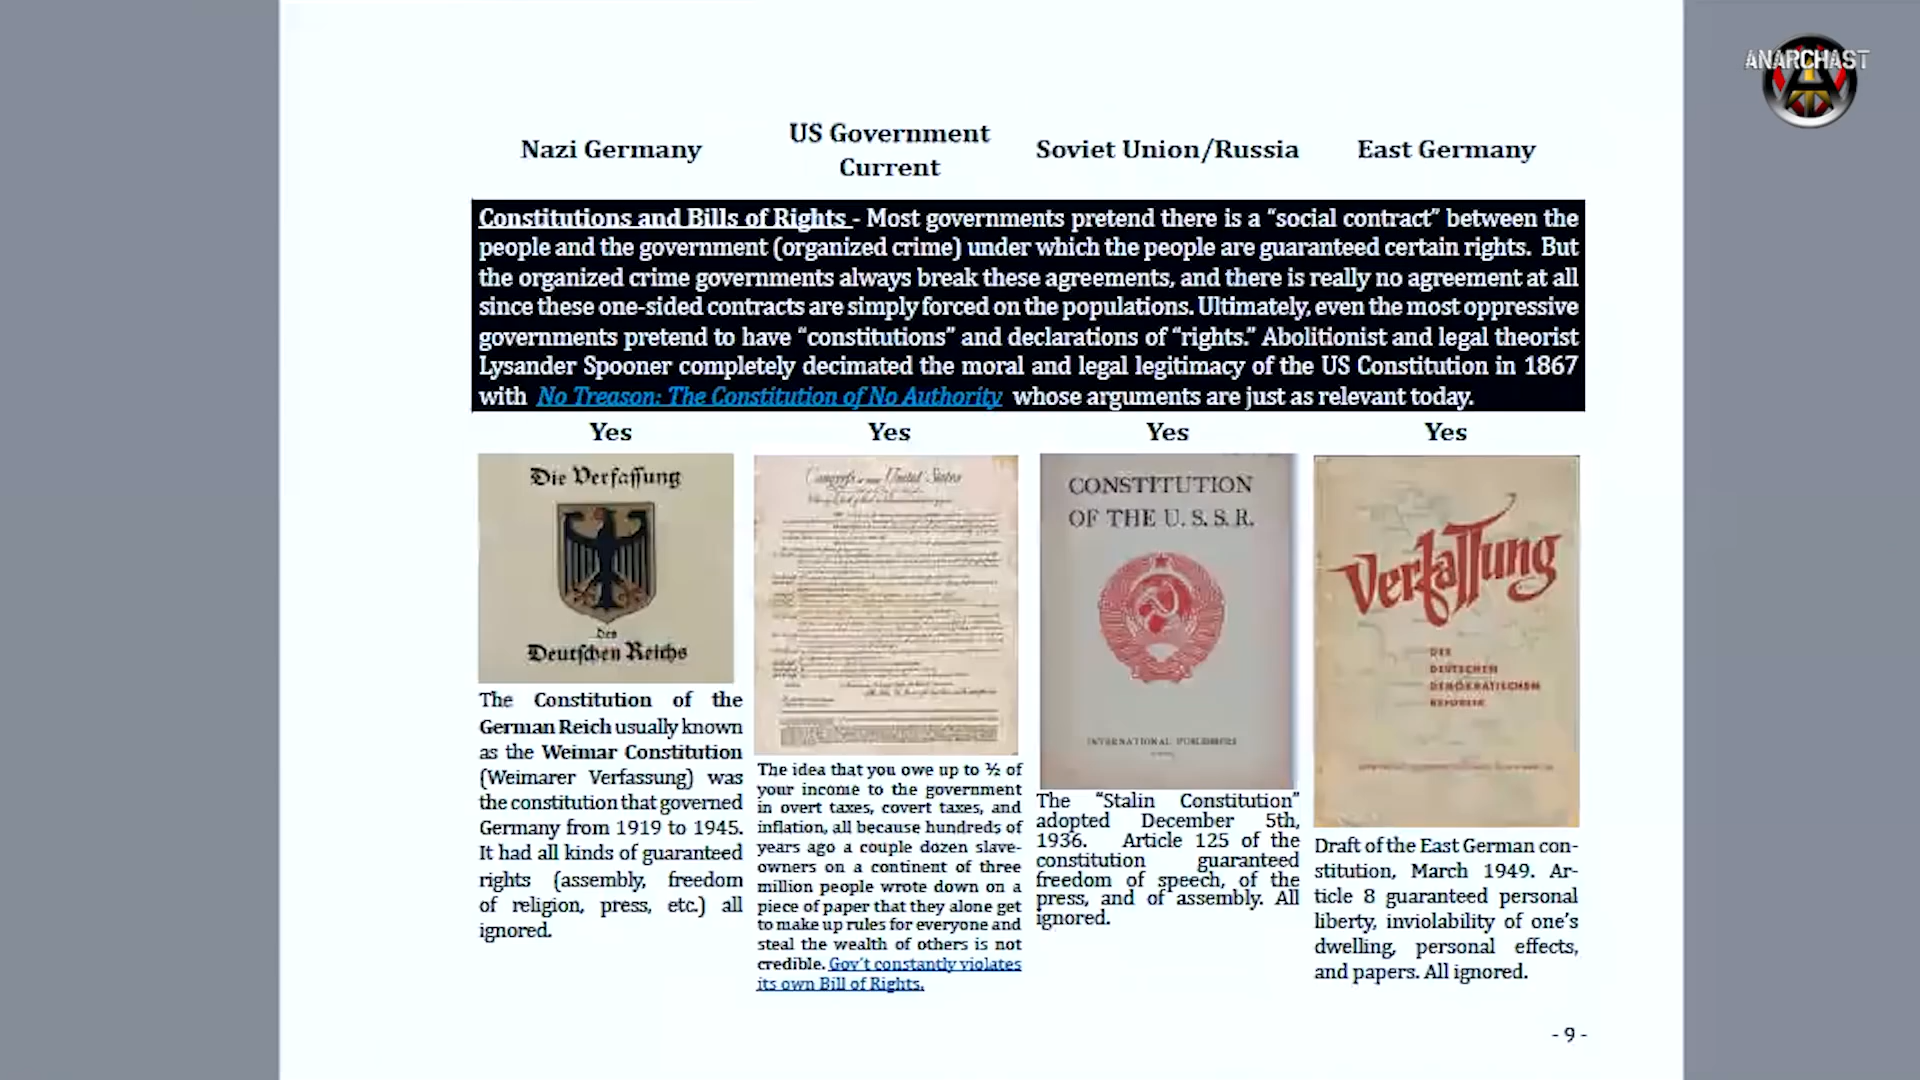 ANARCHAST
Nazi Germany
US Government
Current
Soviet Union/Russia
East Germany
Constitutions and Bills of Rights - Most governments pretend there is a “social contract” between the
people and the government (organized crime) under which the people are guaranteed certain rights. But
the organized crime governments always break these agreements, and there is really no agreement at all
since these one-sided contracts are simply forced on the populations. Ultimately, even the most oppressive
governments pretend to have “constitutions” and declarations of “rights.” Abolitionist and legal theorist
Lysander Spooner completely decimated the moral and legal legitimacy of the US Constitution in 1867
with No Treason: The Constitution of No Authority whose arguments are just as relevant today.
Yes
Yes
Yes
Yes
Die Verfassung
Des
Deutschen Reichs
The Constitution of the
German Reich usually known
as the Weimar Constitution
(Weimarer Verfassung) was
the constitution that governed
Germany from 1919 to 1945.
It had all kinds of guaranteed
rights (assembly, freedom
of religion, press, etc.) all
ignored.
Congress of the United States
The idea that you owe up to ½ of
your income to the government
in overt taxes, covert taxes, and
inflation, all because hundreds of
years ago a couple dozen slave-
owners on a continent of three
million people wrote down on a
piece of paper that they alone get
to make up rules for everyone and
steal the wealth of others is not
credible. Gov’t constantly violates
its own Bill of Rights.
CONSTITUTION
OF THE U. S. S. R.
INTERNATIONAL PUBLISHERS
The “Stalin Constitution”
adopted December 5th,
1936. Article 125 of the
constitution guaranteed
freedom of speech, of the
press, and of assembly. All
ignored.
Verfassung
DER
DEUTSCHEN
DEMOKRATISCHEN
REPUBLIK
Draft of the East German con-
stitution, March 1949. Ar-
ticle 8 guaranteed personal
liberty, inviolability of one’s
dwelling, personal effects,
and papers. All ignored.
- 9 -